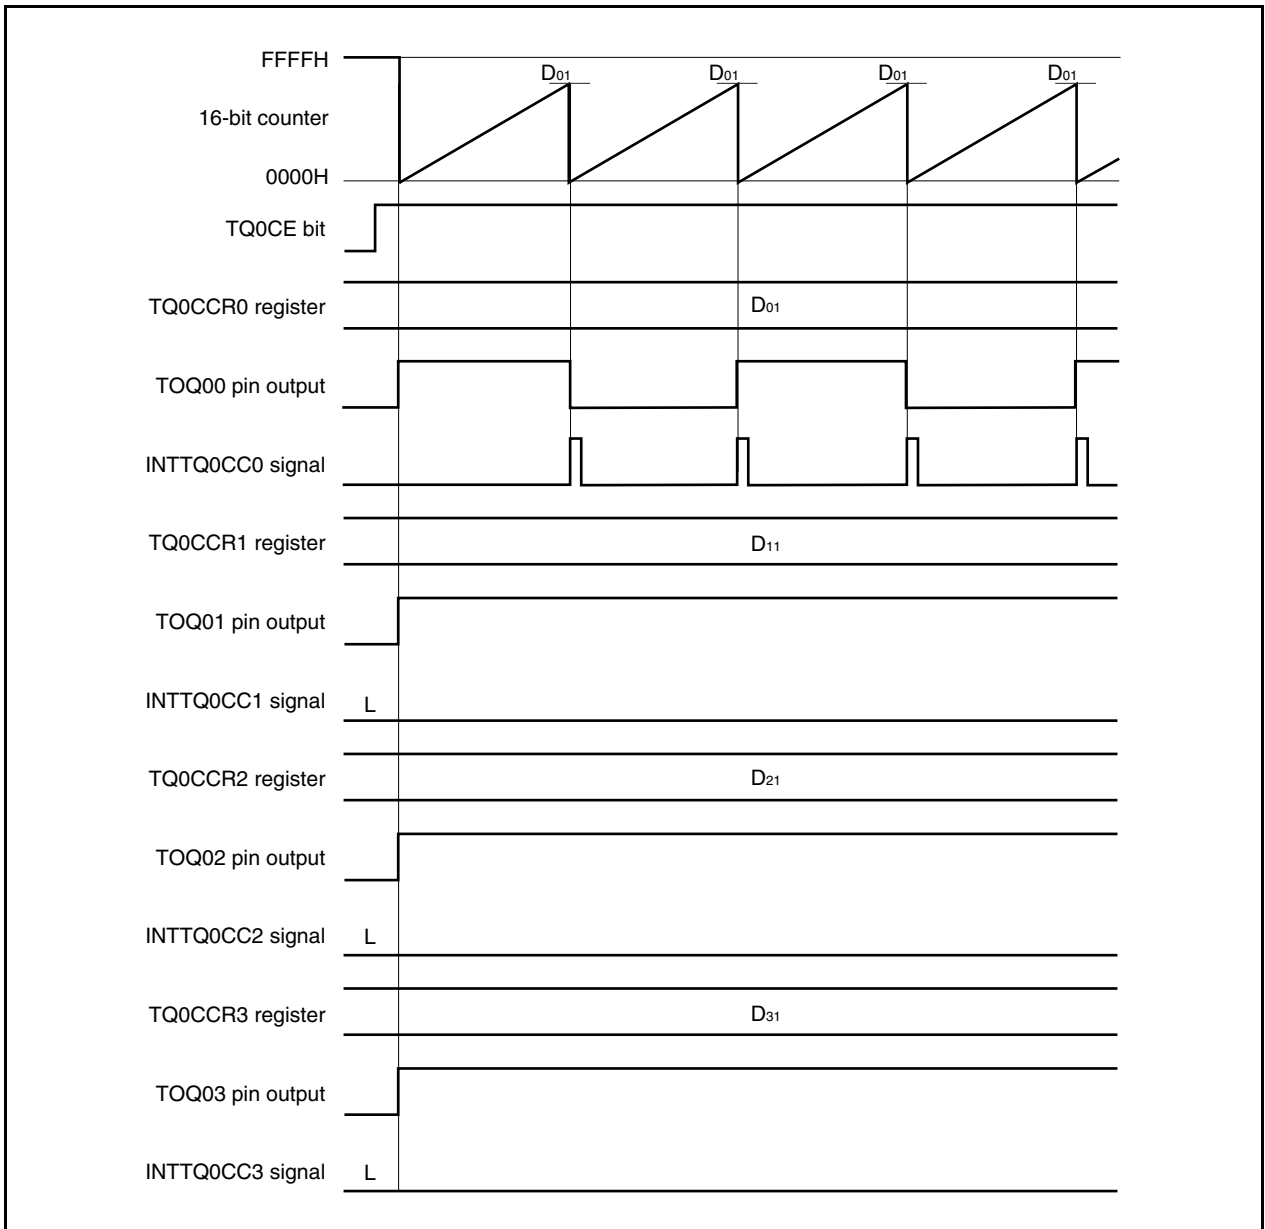 FFFFH
D01 D01 D01 D01
16-bit counter
0000H
TQ0CE bit
TQ0CCR0 register D01
TOQ00 pin output
INTTQ0CC0 signal
TQ0CCR1 register D11
TOQ01 pin output
INTTQ0CC1 signal L
TQ0CCR2 register D21
TOQ02 pin output
INTTQ0CC2 signal L
TQ0CCR3 register D31
TOQ03 pin output
INTTQ0CC3 signal L